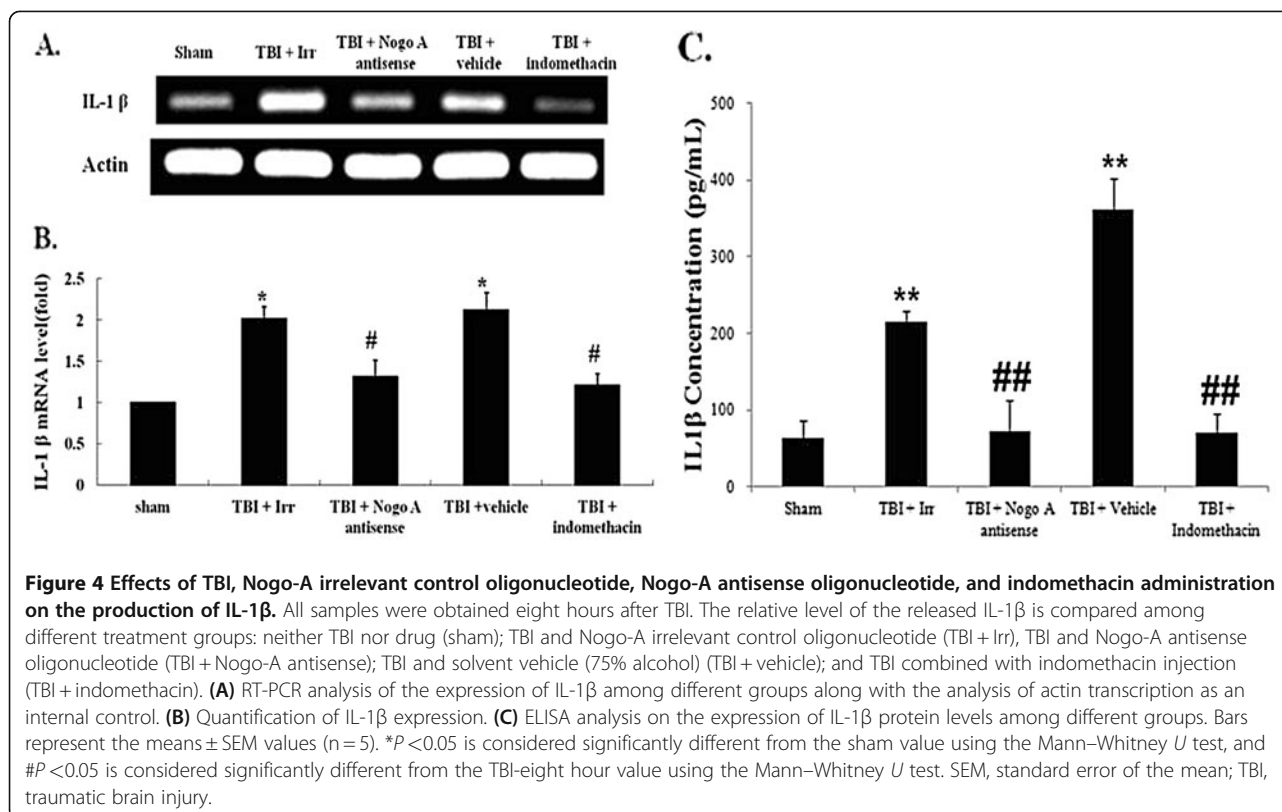 A.
Sham TBI + Irr TBI + Nogo A antisense TBI + vehicle TBI + indomethacin
IL-1 β
Actin
B.
IL-1 β mRNA level(fold)
2.5
2
1.5
1
0.5
0
* # * #
sham TBI + Irr TBI + Nogo A antisense TBI +vehicle TBI + indomethacin
C.
IL1β Concentration (pg/mL)
500
400
300
200
100
0
** ## ** ##
Sham TBI + Irr TBI + Nogo A antisense TBI + Vehicle TBI + Indomethacin
Figure 4 Effects of TBI, Nogo-A irrelevant control oligonucleotide, Nogo-A antisense oligonucleotide, and indomethacin administration
on the production of IL-1β. All samples were obtained eight hours after TBI. The relative level of the released IL-1β is compared among
different treatment groups: neither TBI nor drug (sham); TBI and Nogo-A irrelevant control oligonucleotide (TBI + Irr), TBI and Nogo-A antisense
oligonucleotide (TBI + Nogo-A antisense); TBI and solvent vehicle (75% alcohol) (TBI + vehicle); and TBI combined with indomethacin injection
(TBI + indomethacin). (A) RT-PCR analysis of the expression of IL-1β among different groups along with the analysis of actin transcription as an
internal control. (B) Quantification of IL-1β expression. (C) ELISA analysis on the expression of IL-1β protein levels among different groups. Bars
represent the means ± SEM values (n = 5). *P <0.05 is considered significantly different from the sham value using the Mann–Whitney U test, and
#P <0.05 is considered significantly different from the TBI-eight hour value using the Mann–Whitney U test. SEM, standard error of the mean; TBI,
traumatic brain injury.